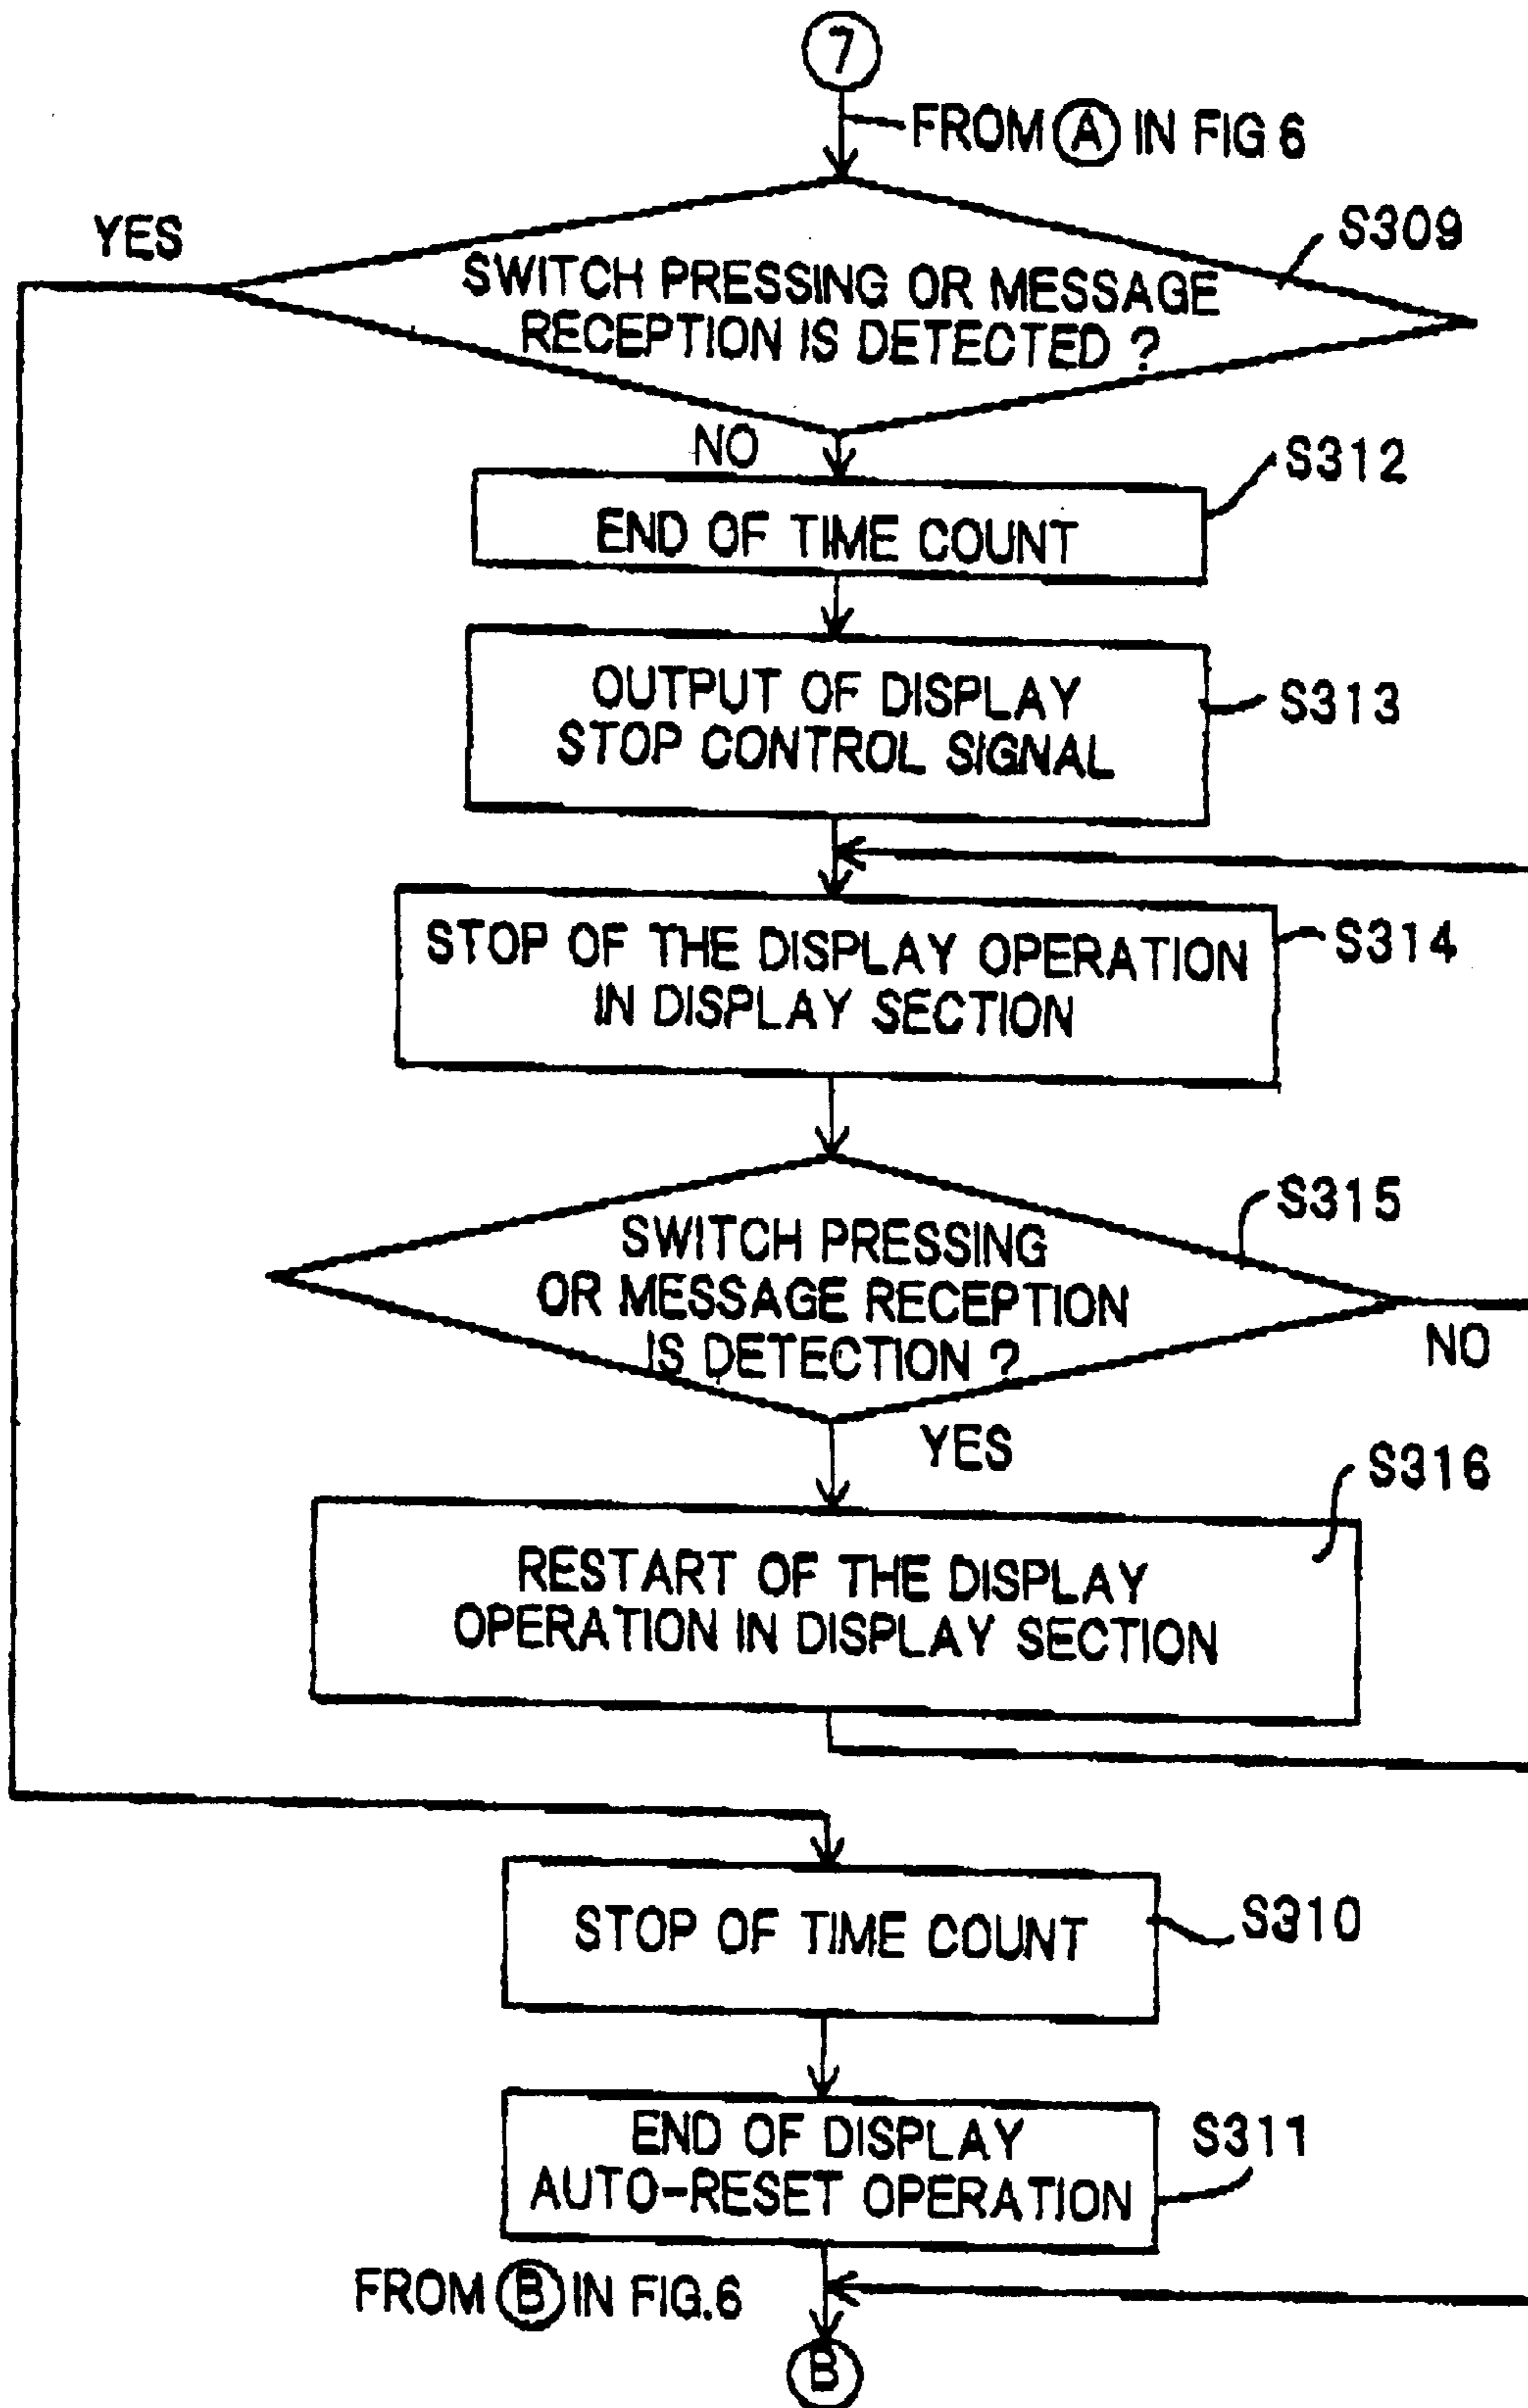 7
FROM A IN FIG 6
YES
S309
SWITCH PRESSING OR MESSAGE
RECEPTION IS DETECTED ?
NO
S312
END OF TIME COUNT
OUTPUT OF DISPLAY
STOP CONTROL SIGNAL
S313
STOP OF THE DISPLAY OPERATION
IN DISPLAY SECTION
S314
S315
SWITCH PRESSING
OR MESSAGE RECEPTION
IS DETECTION ?
NO
YES
S316
RESTART OF THE DISPLAY
OPERATION IN DISPLAY SECTION
STOP OF TIME COUNT
S310
END OF DISPLAY
AUTO-RESET OPERATION
S311
FROM B IN FIG.6
B